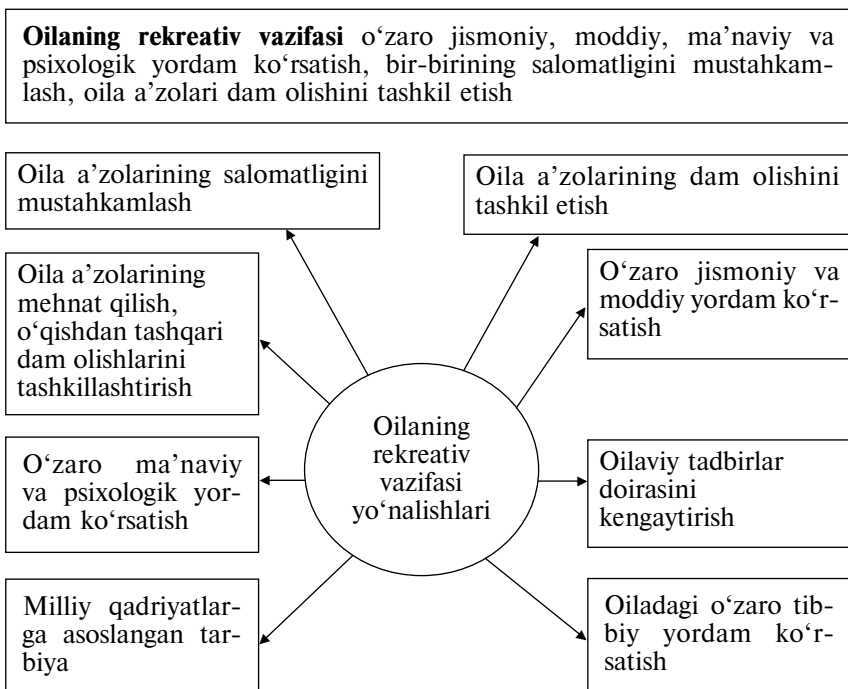 Oilaning rekreativ vazifasi o‘zaro jismoniy, moddiy, ma’naviy va
psixologik yordam ko‘rsatish, bir-birining salomatligini mustahkam-
lash, oila a’zolari dam olishini tashkil etish
Oila a’zolarining salomatligini
mustahkamlash
Oila a’zolarining dam olishini
tashkil etish
Oila a’zolarining
mehnat qilish,
o‘qishdan tashqari
dam olishlarini
tashkillashtirish
O‘zaro jismoniy va
moddiy yordam ko‘r-
satish
Oilaning
rekreativ
vazifasi
yo‘nalishlari
O‘zaro ma’naviy
va psixologik yor-
dam ko‘rsatish
Oilaviy tadbirlar
doirasini
kengaytirish
Milliy qadriyatlar-
ga asoslangan tar-
biya
Oiladagi o‘zaro tib-
biy yordam ko‘r-
satish